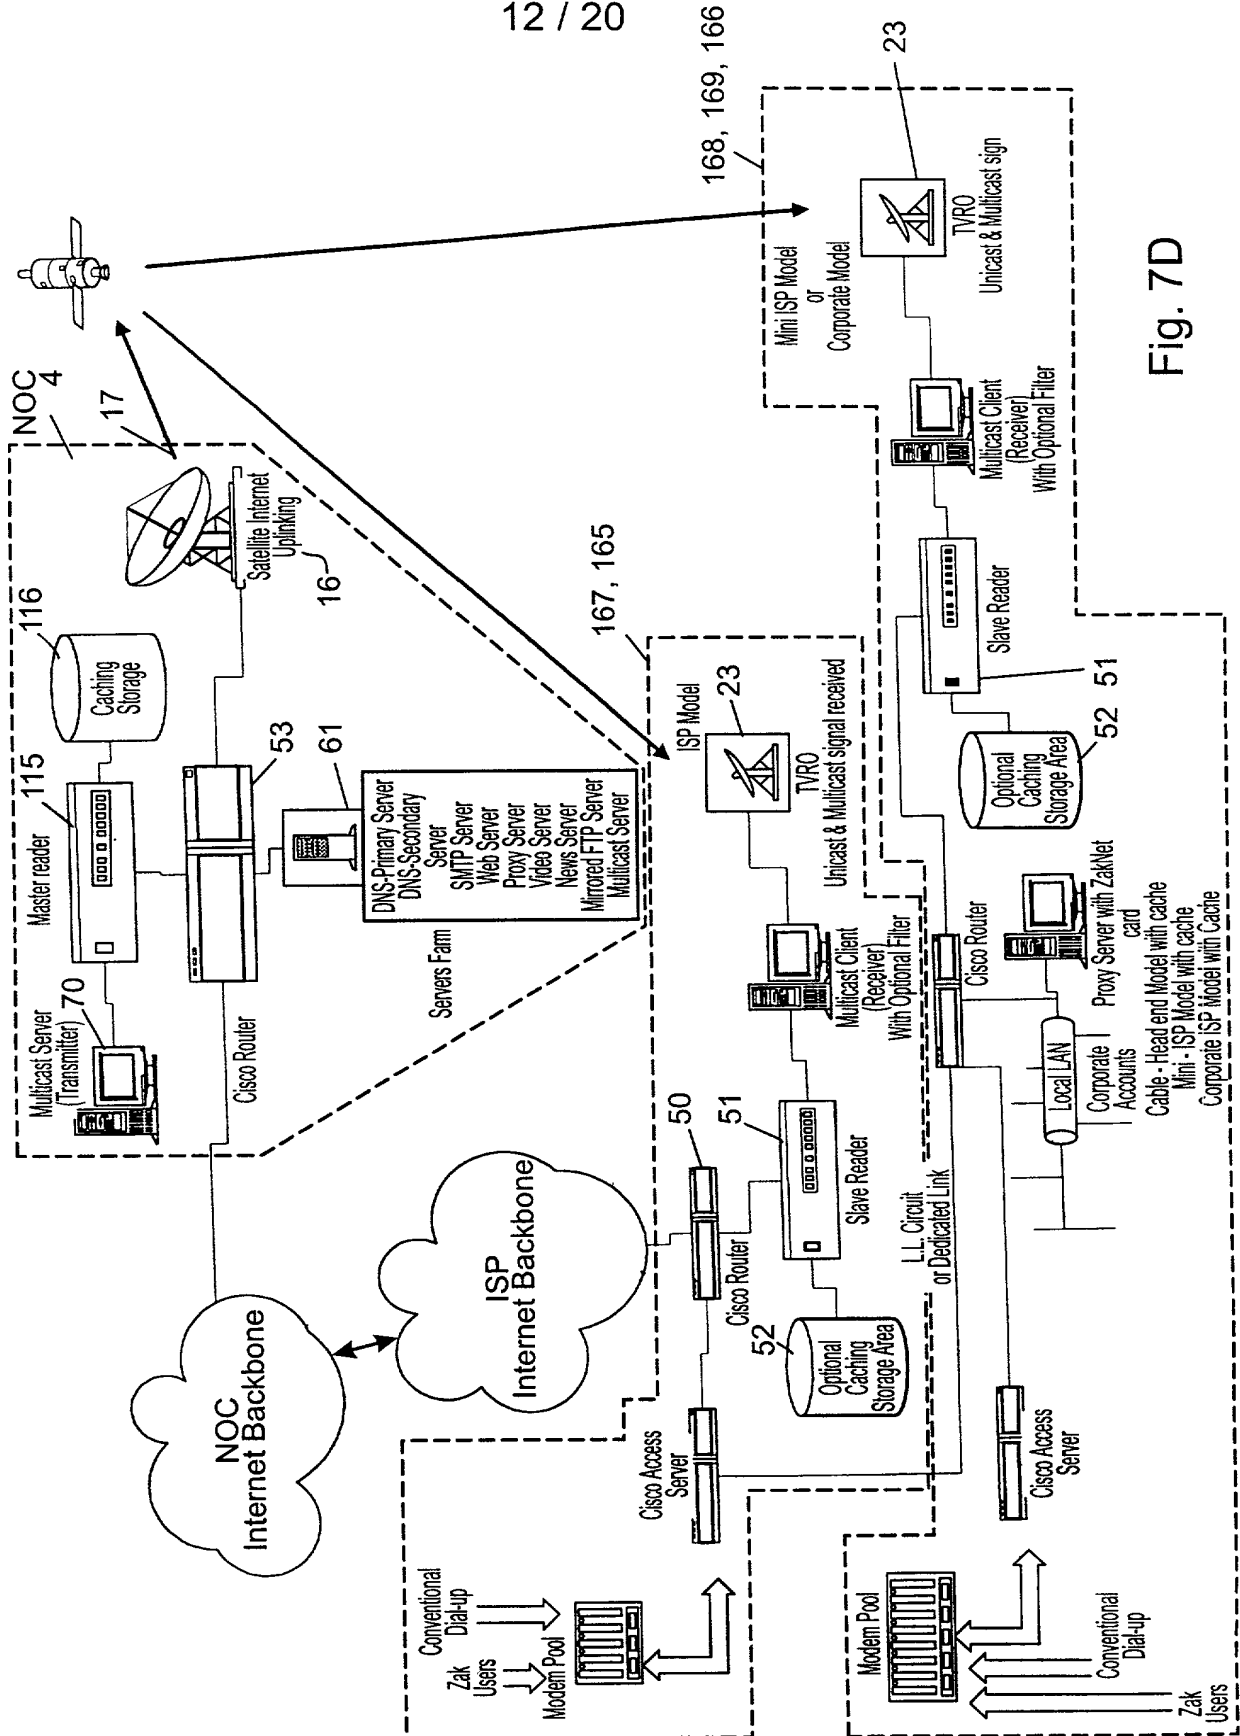 12 / 20
NOC
4
17
116
Caching
Storage
115
Master reader
Multicast Server
(Transmitter)
70
Satellite Internet
Uplinking
16
53
61
Cisco Router
DNS-Primary Server
DNS-Secondary
Server
SMTP Server
Web Server
Proxy Server
Video Server
News Server
Mirrored FTP Server
Multicast Server
Servers Farm
NOC
Internet Backbone
ISP
Internet Backbone
167, 165
ISP Model
23
TVRO
Unicast & Multicast signal received
Multicast Client
(Receiver)
With Optional Filter
50
51
Cisco Router
Slave Reader
52
Optional
Caching
Storage Area
Cisco Access
Server
Conventional
Dial-up
Zak
Users
Modem Pool
L.L. Circuit
or Dedicated Link
168, 169, 166
23
Mini ISP Model
or
Corporate Model
TVRO
Unicast & Multicast sign
Multicast Client
(Receiver)
With Optional Filter
Slave Reader
51
52
Optional
Caching
Storage Area
Cisco Router
Proxy Server with ZakNet
card
Local LAN
Corporate
Accounts
Cable - Head end Model with cache
Mini - ISP Model with cache
Corporate ISP Model with Cache
Cisco Access
Server
Modem Pool
Conventional
Dial-up
Zak
Users
Fig. 7D